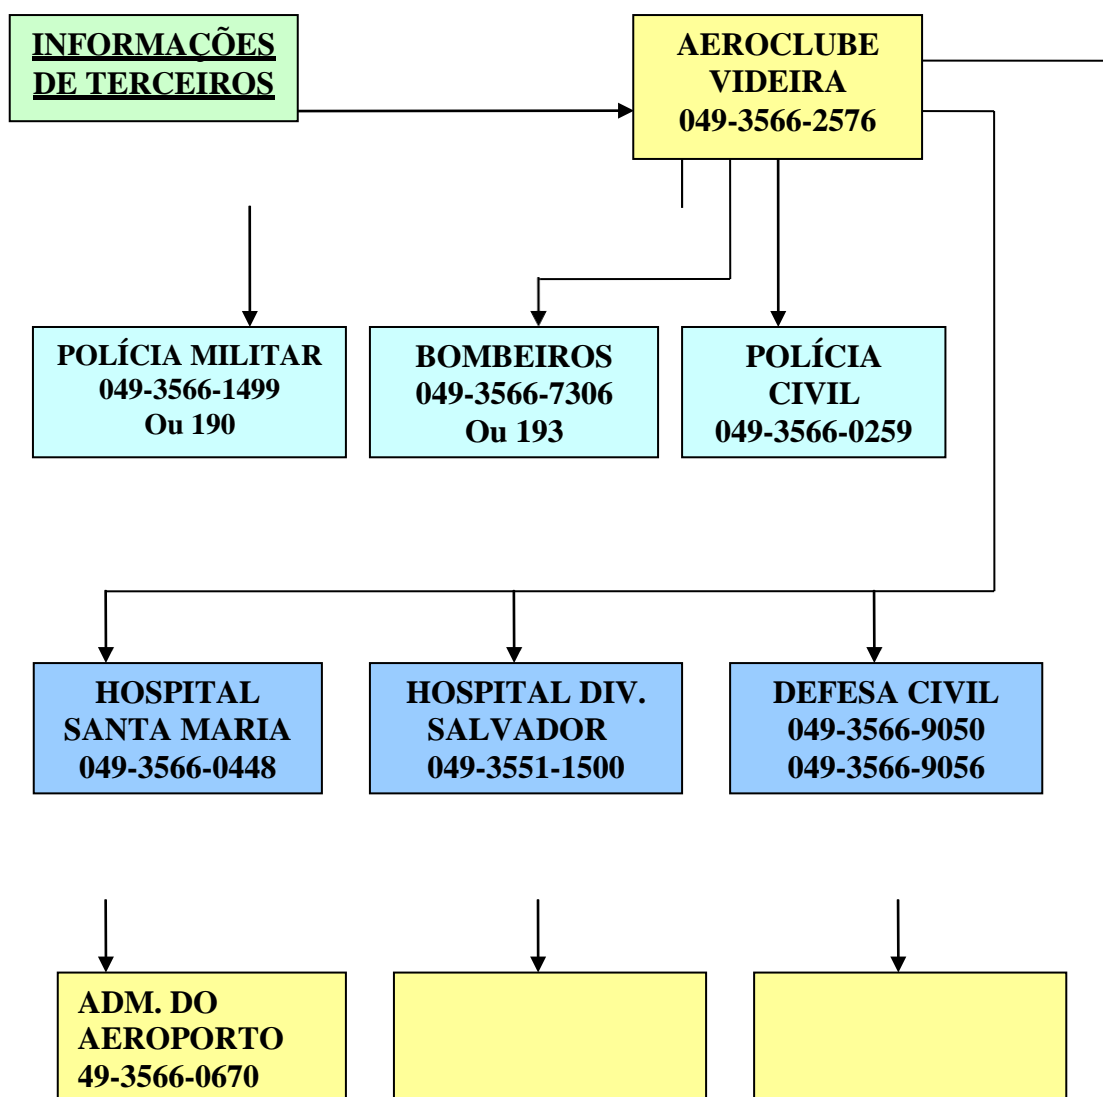 INFORMAÇÕES
DE TERCEIROS
AEROCLUBE
VIDEIRA
049-3566-2576
POLÍCIA MILITAR
049-3566-1499
Ou 190
BOMBEIROS
049-3566-7306
Ou 193
POLÍCIA
CIVIL
049-3566-0259
HOSPITAL
SANTA MARIA
049-3566-0448
HOSPITAL DIV.
SALVADOR
049-3551-1500
DEFESA CIVIL
049-3566-9050
049-3566-9056
ADM. DO
AEROPORTO
49-3566-0670